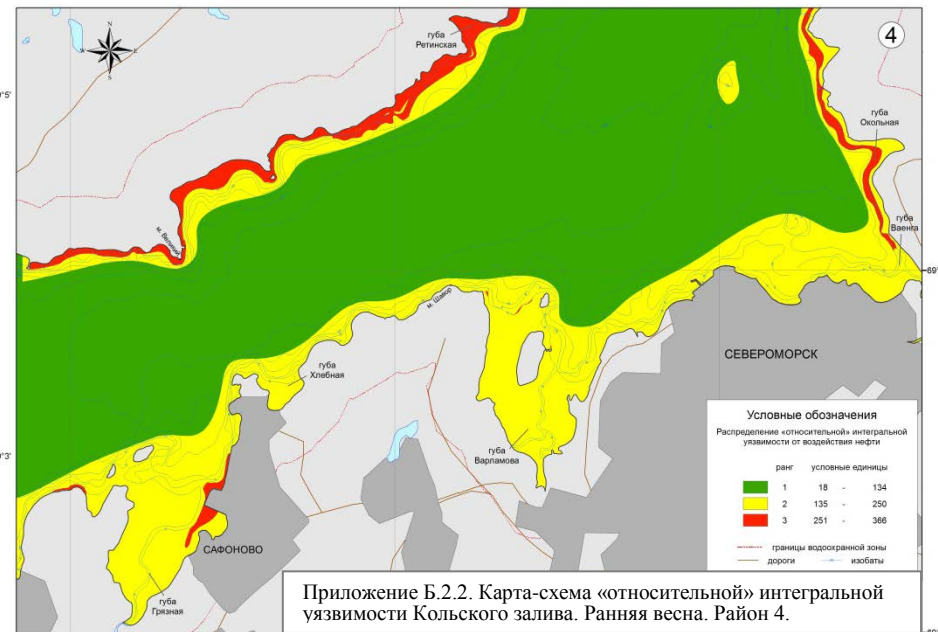 N
W
E
S
4
губа
Ретинская
губа
Окольная
губа
Ваенга
м. Великий
м. Шавор
СЕВЕРОМОРСК
губа
Хлебная
губа
Варламова
САФОНОВО
губа
Грязная
Условные обозначения
Распределение «относительной» интегральной
уязвимости от воздействия нефти
ранг условные единицы
1 18 - 134
2 135 - 250
3 251 - 366
границы водоохранной зоны
дороги изобаты
Приложение Б.2.2. Карта-схема «относительной» интегральной
уязвимости Кольского залива. Ранняя весна. Район 4.